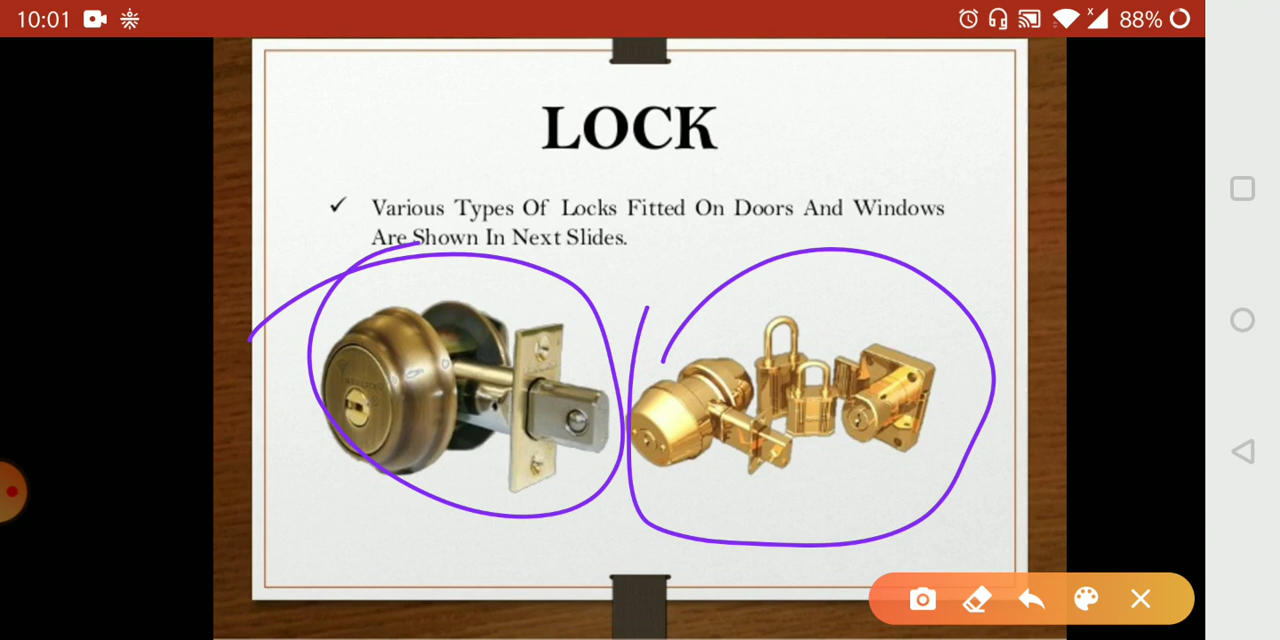 10:01
88%
LOCK
✓ Various Types Of Locks Fitted On Doors And Windows
Are Shown In Next Slides.